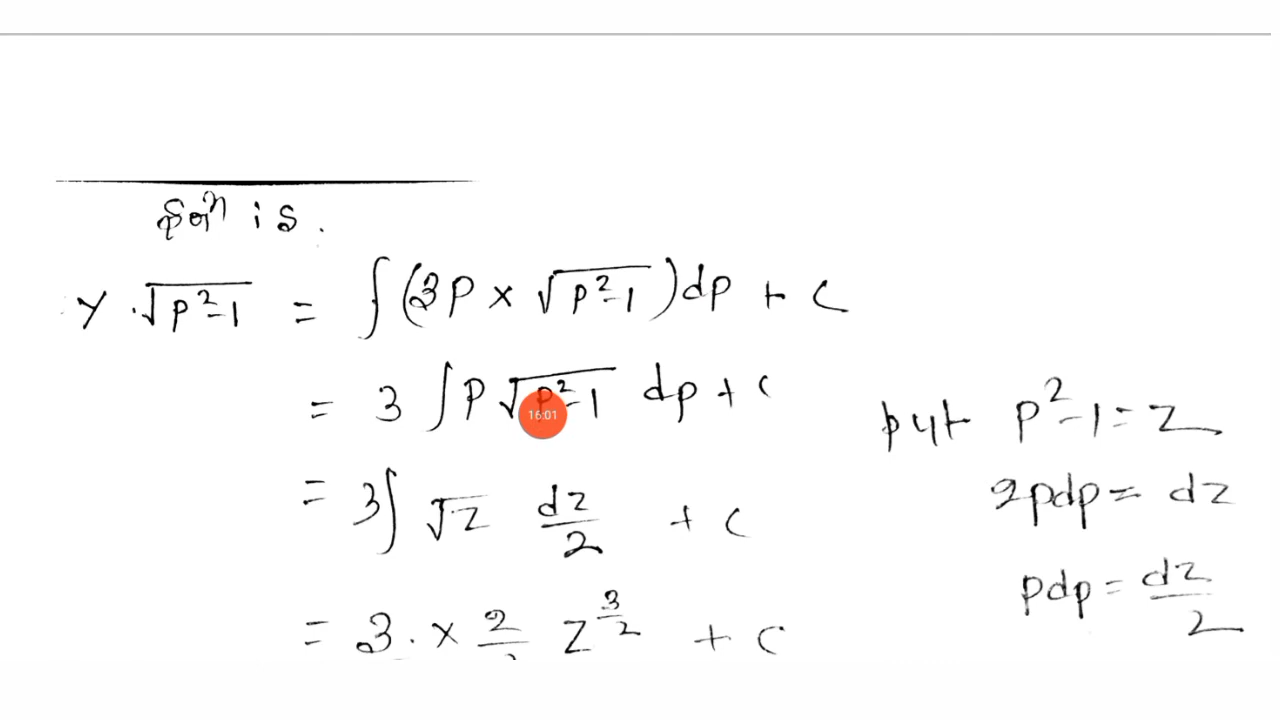 Solⁿ is.
y · √(p²-1) = ∫(3p × √(p²-1))dp + c
= 3 ∫p √(p²-1) dp + c
16:01
put p²-1 = z
= 3∫ √z dz/2 + c
2pdp = dz
pdp = dz/2
= 3 · × 2/ z^(3/2) + c